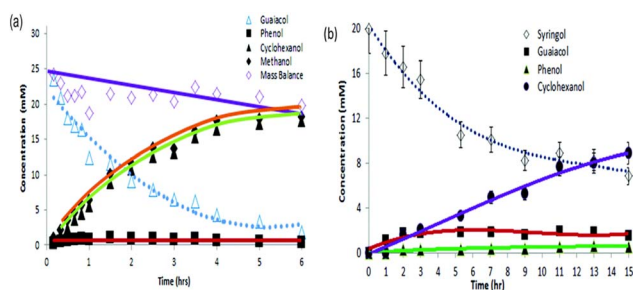 (a)
Guaiacol
Phenol
Cyclohexanol
Methanol
Mass Balance
Concentration (mM)
30
25
20
15
10
5
0
0 1 2 3 4 5 6
Time (hrs)
(b)
Syringol
Guaiacol
Phenol
Cyclohexanol
Concentration (mM)
20
16
12
8
4
0
0 1 2 3 4 5 6 7 8 9 10 11 12 13 14 15
Time (hr)